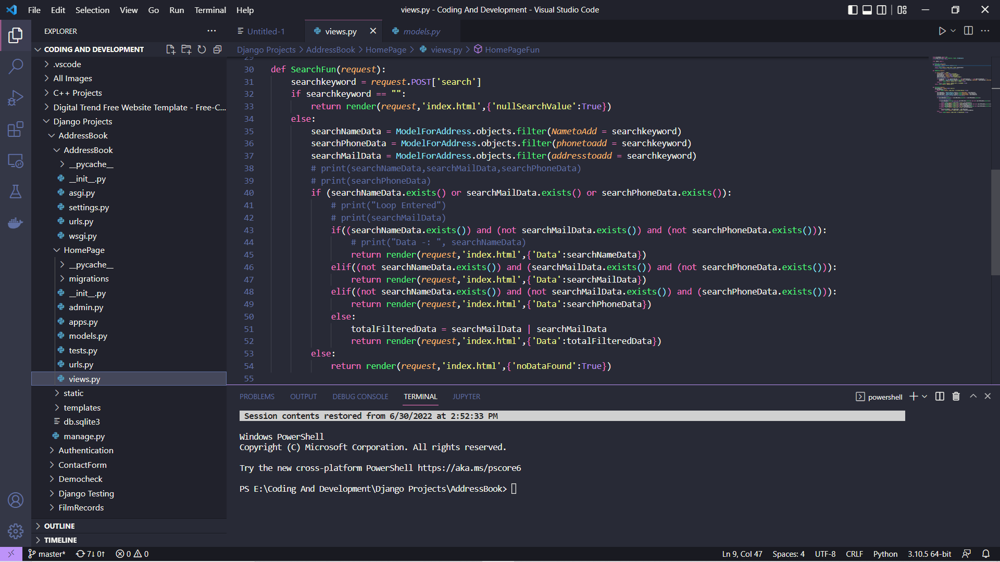 File Edit Selection View Go Run Terminal Help
views.py - Coding And Development - Visual Studio Code
EXPLORER
Untitled-1
views.py
models.py
CODING AND DEVELOPMENT
Django Projects > AddressBook > HomePage > views.py > HomePageFun
.vscode
All Images
C++ Projects
Digital Trend Free Website Template - Free-C...
Django Projects
AddressBook
AddressBook
__pycache__
__init__.py
asgi.py
settings.py
urls.py
wsgi.py
HomePage
__pycache__
migrations
__init__.py
admin.py
apps.py
models.py
tests.py
urls.py
views.py
static
templates
db.sqlite3
manage.py
Authentication
ContactForm
Democheck
Django Testing
FilmRecords
OUTLINE
TIMELINE
29
30 def SearchFun(request):
31 searchkeyword = request.POST['search']
32 if searchkeyword == "":
33 return render(request,'index.html',{'nullSearchValue':True})
34 else:
35 searchNameData = ModelForAddress.objects.filter(NametoAdd = searchkeyword)
36 searchPhoneData = ModelForAddress.objects.filter(phonetoadd = searchkeyword)
37 searchMailData = ModelForAddress.objects.filter(addresstoadd = searchkeyword)
38 # print(searchNameData,searchMailData,searchPhoneData)
39 # print(searchPhoneData)
40 if (searchNameData.exists() or searchMailData.exists() or searchPhoneData.exists()):
41 # print("Loop Entered")
42 # print(searchMailData)
43 if((searchNameData.exists()) and (not searchMailData.exists()) and (not searchPhoneData.exists())):
44 # print("Data -: ", searchNameData)
45 return render(request,'index.html',{'Data':searchNameData})
46 elif((not searchNameData.exists()) and (searchMailData.exists()) and (not searchPhoneData.exists())):
47 return render(request,'index.html',{'Data':searchMailData})
48 elif((not searchNameData.exists()) and (not searchMailData.exists()) and (searchPhoneData.exists())):
49 return render(request,'index.html',{'Data':searchPhoneData})
50 else:
51 totalFilteredData = searchMailData | searchMailData
52 return render(request,'index.html',{'Data':totalFilteredData})
53 else:
54 return render(request,'index.html',{'noDataFound':True})
55
PROBLEMS OUTPUT DEBUG CONSOLE TERMINAL JUPYTER
powershell
Session contents restored from 6/30/2022 at 2:52:33 PM
Windows PowerShell
Copyright (C) Microsoft Corporation. All rights reserved.
Try the new cross-platform PowerShell https://aka.ms/pscore6
PS E:\Coding And Development\Django Projects\AddressBook>
master* 7↓ 0↑ 0 0
Ln 9, Col 47 Spaces: 4 UTF-8 CRLF Python 3.10.5 64-bit